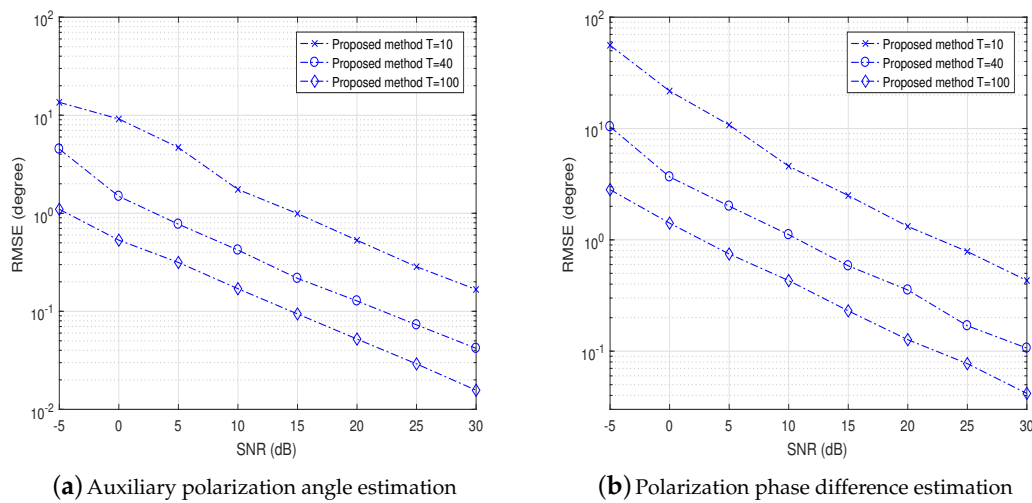 10^2
10^1
10^0
10^-1
10^-2
RMSE (degree)
-5 0 5 10 15 20 25 30
SNR (dB)
Proposed method T=10
Proposed method T=40
Proposed method T=100
(a) Auxiliary polarization angle estimation
10^2
10^1
10^0
10^-1
RMSE (degree)
-5 0 5 10 15 20 25 30
SNR (dB)
Proposed method T=10
Proposed method T=40
Proposed method T=100
(b) Polarization phase difference estimation